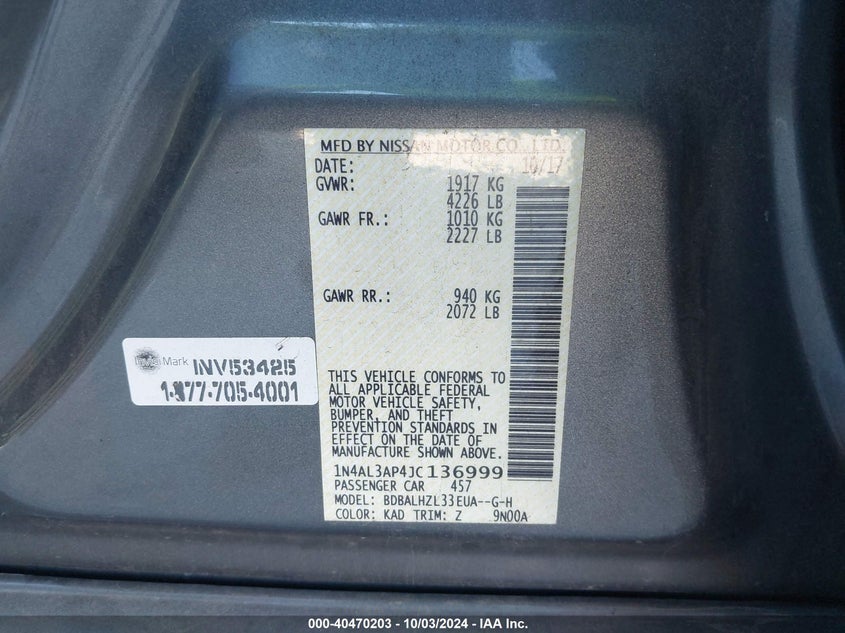 MFD BY NISSAN MOTOR CO., LTD.
DATE: 10/17
GVWR: 1917 KG
4226 LB
GAWR FR.: 1010 KG
2227 LB
GAWR RR.: 940 KG
2072 LB
THIS VEHICLE CONFORMS TO
ALL APPLICABLE FEDERAL
MOTOR VEHICLE SAFETY,
BUMPER, AND THEFT
PREVENTION STANDARDS IN
EFFECT ON THE DATE OF
MANUFACTURE SHOWN ABOVE.
1N4AL3AP4JC136999
PASSENGER CAR 457
MODEL: BDBALHZL33EUA--G-H
COLOR: KAD TRIM: Z 9N00A
Mark INV53425
1-877-705-4001
000-40470203 - 10/03/2024 - IAA Inc.